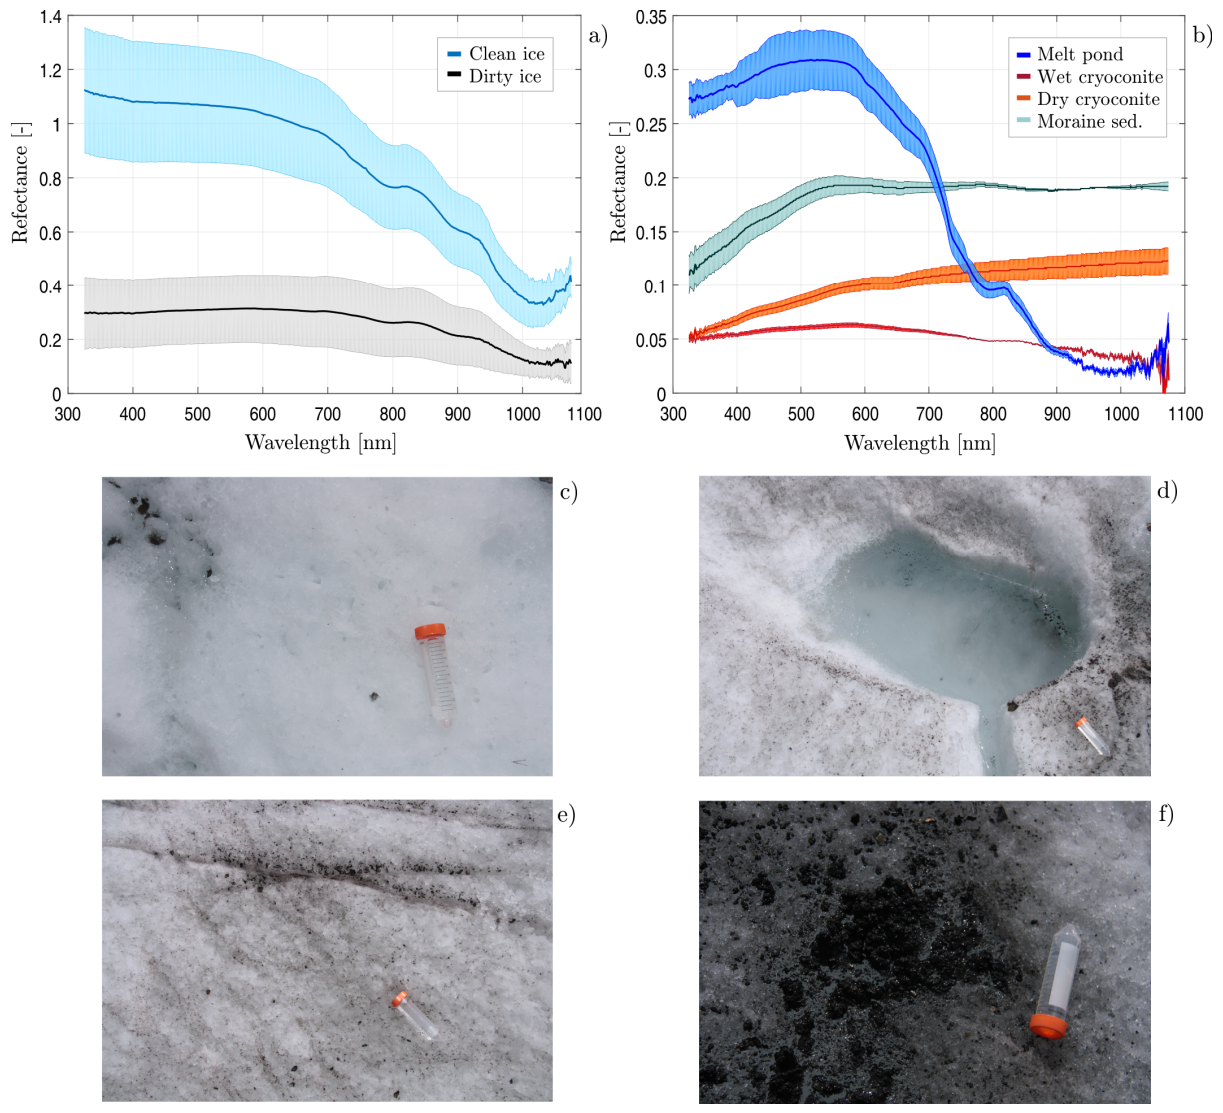 a)
Clean ice
Dirty ice
1.4
1.2
1
0.8
0.6
0.4
0.2
0
Refectance [-]
300 400 500 600 700 800 900 1000 1100
Wavelength [nm]
b)
Melt pond
Wet cryoconite
Dry cryoconite
Moraine sed.
0.35
0.3
0.25
0.2
0.15
0.1
0.05
0
Refectance [-]
300 400 500 600 700 800 900 1000 1100
Wavelength [nm]
c)
d)
e)
f)